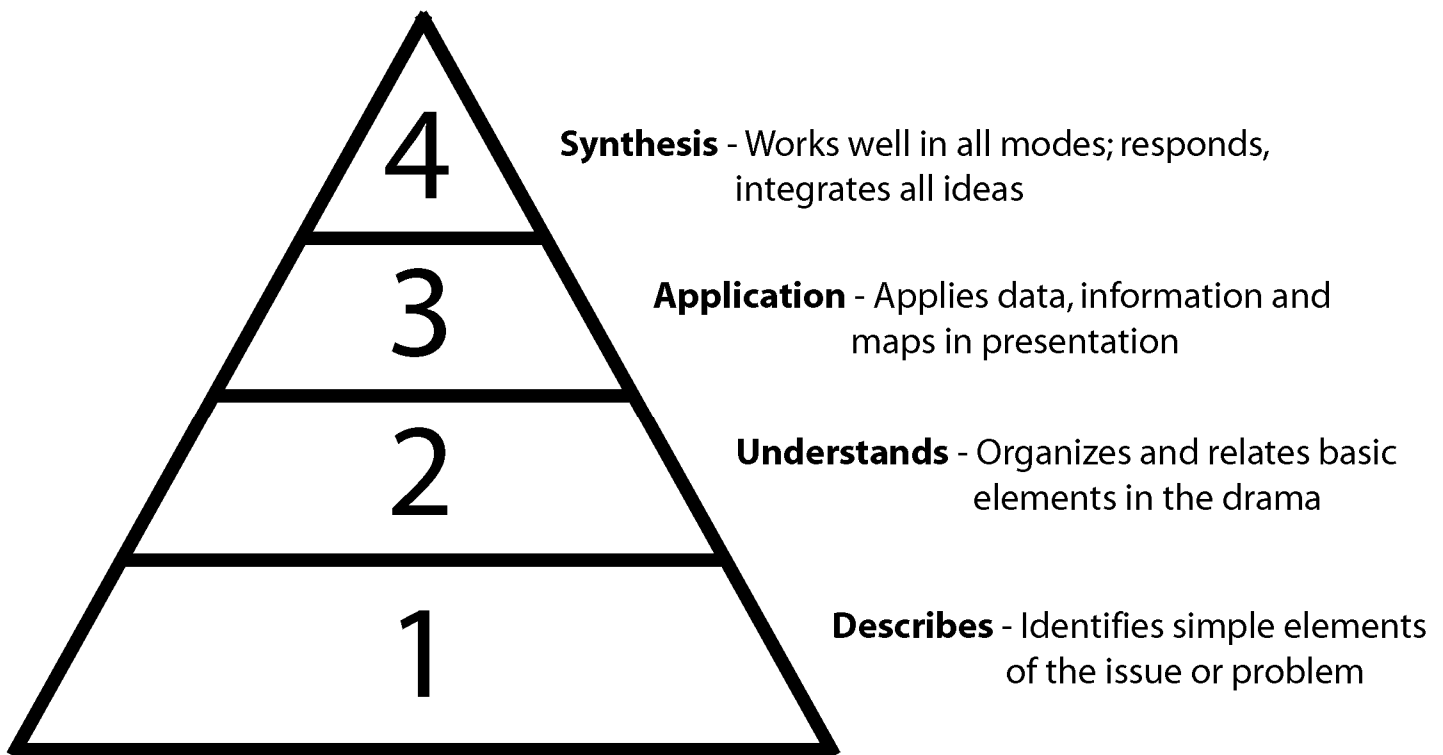 4
Synthesis - Works well in all modes; responds,
integrates all ideas
3
Application - Applies data, information and
maps in presentation
2
Understands - Organizes and relates basic
elements in the drama
1
Describes - Identifies simple elements
of the issue or problem